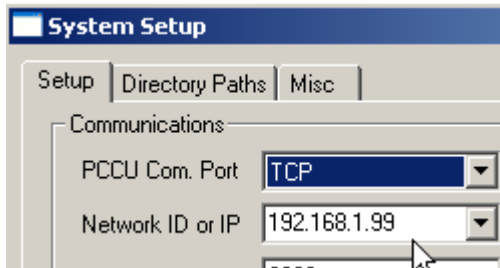 System Setup
Setup Directory Paths Misc
Communications
PCCU Com. Port TCP
Network ID or IP 192.168.1.99